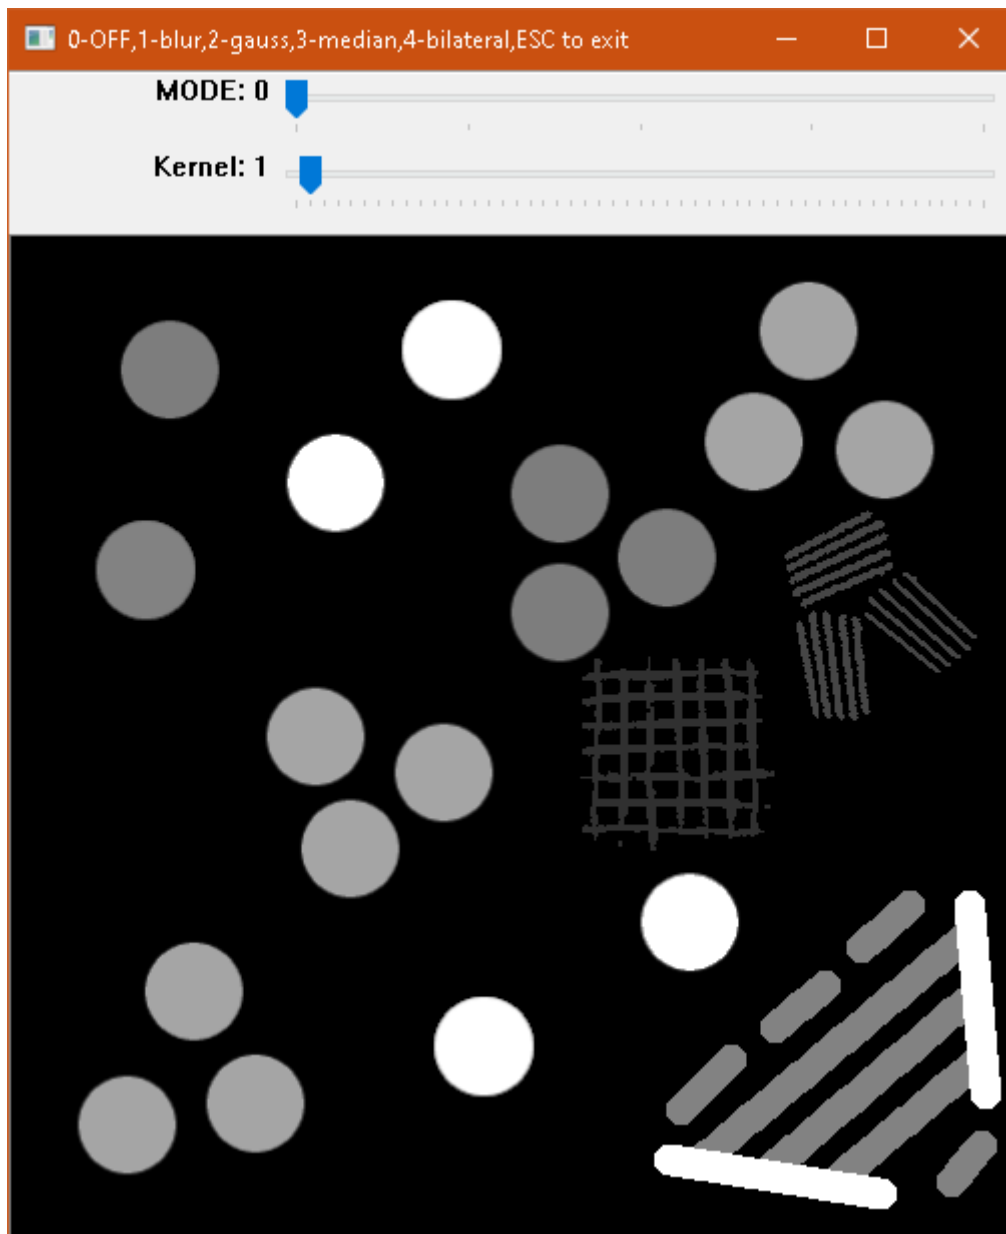 0-OFF,1-blur,2-gauss,3-median,4-bilateral,ESC to exit
MODE: 0
Kernel: 1